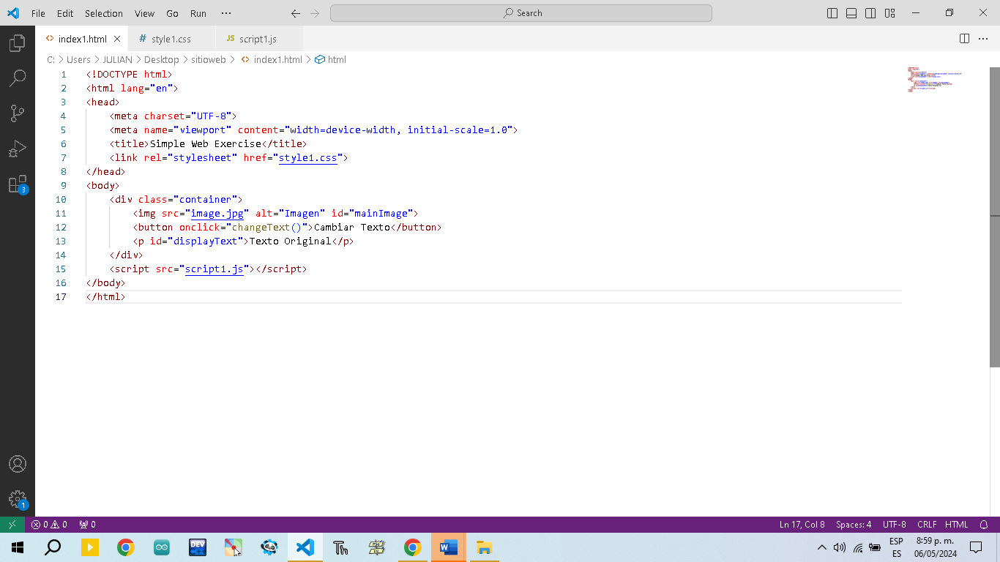 File Edit Selection View Go Run ··· Search
index1.html style1.css script1.js
C: > Users > JULIAN > Desktop > sitioweb > index1.html > html
1 <!DOCTYPE html>
2 <html lang="en">
3 <head>
4 <meta charset="UTF-8">
5 <meta name="viewport" content="width=device-width, initial-scale=1.0">
6 <title>Simple Web Exercise</title>
7 <link rel="stylesheet" href="style1.css">
8 </head>
9 <body>
10 <div class="container">
11 <img src="image.jpg" alt="Imagen" id="mainImage">
12 <button onclick="changeText()">Cambiar Texto</button>
13 <p id="displayText">Texto Original</p>
14 </div>
15 <script src="script1.js"></script>
16 </body>
17 </html>
3
1
0 0 0 Ln 17, Col 8 Spaces: 4 UTF-8 CRLF HTML
DEV
ESP 8:59 p. m.
ES 06/05/2024